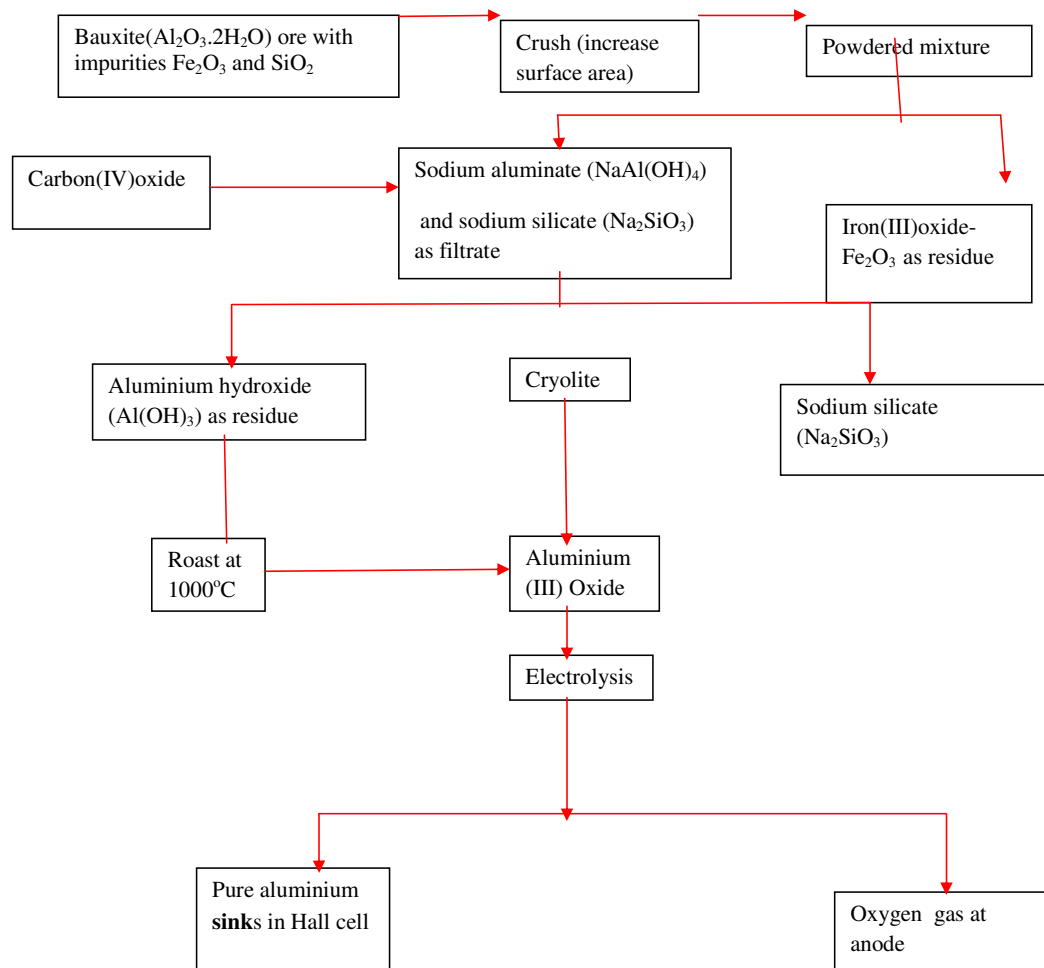 Bauxite(Al₂O₃.2H₂O) ore with
impurities Fe₂O₃ and SiO₂
Crush (increase
surface area)
Powdered mixture
Carbon(IV)oxide
Sodium aluminate (NaAl(OH)₄)
and sodium silicate (Na₂SiO₃)
as filtrate
Iron(III)oxide-
Fe₂O₃ as residue
Aluminium hydroxide
(Al(OH)₃) as residue
Cryolite
Sodium silicate
(Na₂SiO₃)
Roast at
1000°C
Aluminium
(III) Oxide
Electrolysis
Pure aluminium
sinks in Hall cell
Oxygen gas at
anode